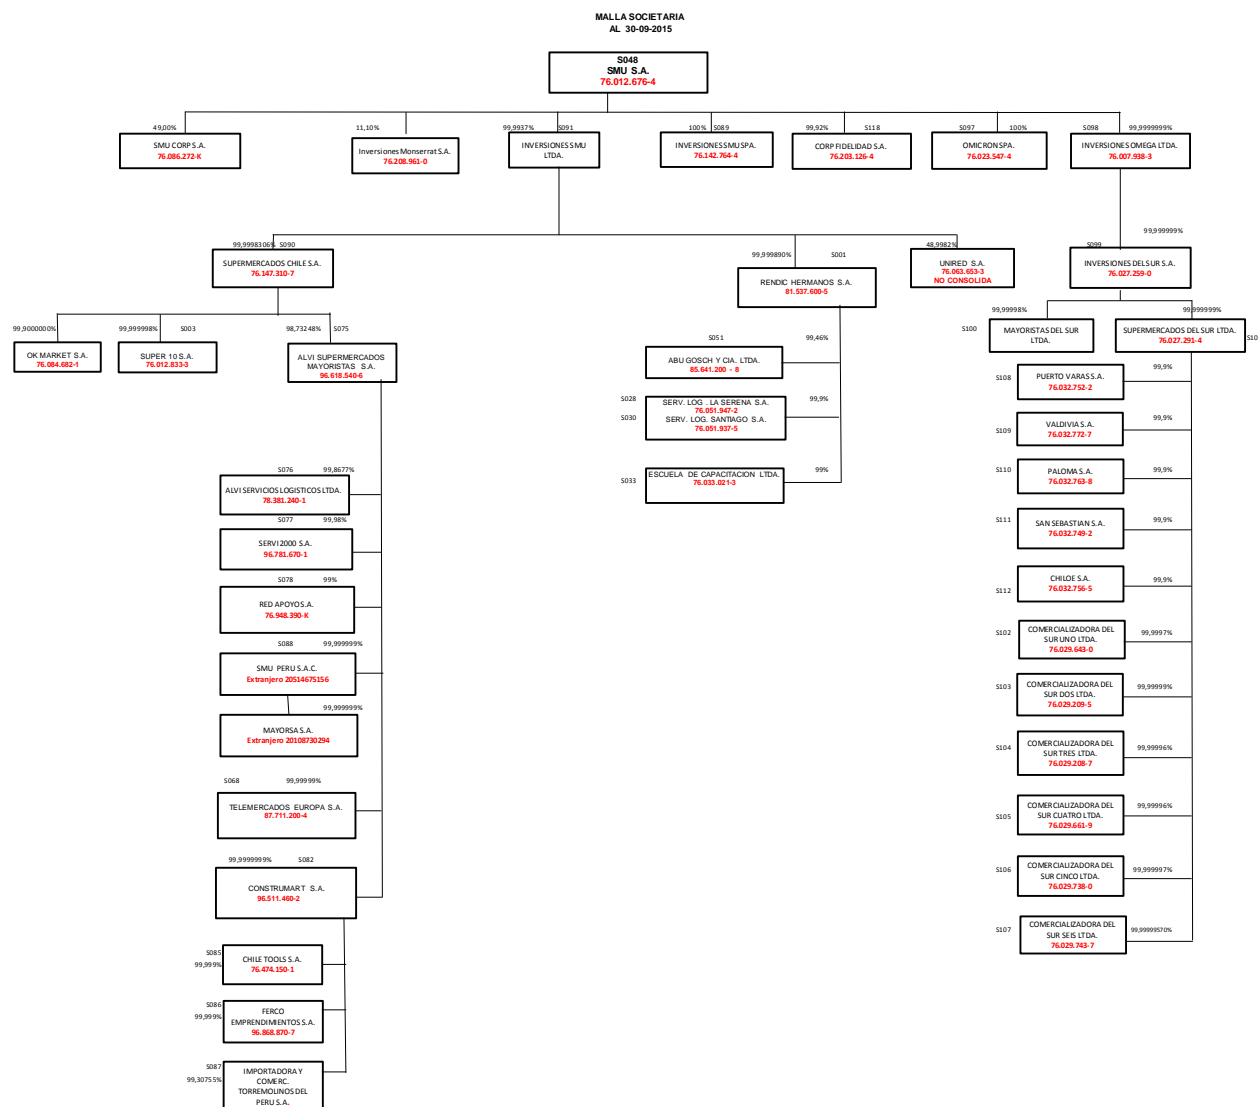 MALLA SOCIETARIA
AL 30-09-2015
S048
SMU S.A.
76.012.676-4
49,00%
SMU CORP S.A.
76.086.272-K
11,10%
Inversiones Monserrat S.A.
76.208.961-0
99,9937% S091
INVERSIONES SMU
LTDA.
100% S089
INVERSIONES SMU SPA.
76.142.764-4
99,92% S118
CORP FIDELIDAD S.A.
76.203.126-4
S097 100%
OMICRON SPA.
76.023.547-4
S098 99,9999999%
INVERSIONES OMEGA LTDA.
76.007.938-3
99,9998306% S090
SUPERMERCADOS CHILE S.A.
76.147.310-7
99,999890% S001
RENDIC HERMANOS S.A.
81.537.600-5
48,9982%
UNIRED S.A.
76.063.653-3
NO CONSOLIDA
99,999999%
S099
INVERSIONES DEL SUR S.A.
76.027.259-0
99,9000000%
OK MARKET S.A.
76.084.682-1
99,999998% S003
SUPER 10 S.A.
76.012.833-3
98,73248% S075
ALVI SUPERMERCADOS
MAYORISTAS S.A.
96.618.540-6
99,99998%
S100
MAYORISTAS DEL SUR
LTDA.
99,999999%
SUPERMERCADOS DEL SUR LTDA.
76.027.291-4
S10
S051
99,46%
ABU GOSCH Y CIA. LTDA.
85.641.200 - 8
S028
S030
99,9%
SERV. LOG . LA SERENA S.A.
76.051.947-2
SERV. LOG. SANTIAGO S.A.
76.051.937-5
S033
99%
ESCUELA DE CAPACITACION LTDA.
76.033.021-3
S076 99,8677%
ALVI SERVICIOS LOGISTICOS LTDA.
78.381.240-1
S077 99,98%
SERVI 2000 S.A.
96.781.670-1
S078 99%
RED APOYO S.A.
76.948.390-K
S088 99,999999%
SMU PERU S.A.C.
Extranjero 20514675156
99,999999%
MAYORSA S.A.
Extranjero 20108730294
S068 99,99999%
TELEMERCADOS EUROPA S.A.
87.711.200-4
99,9999999% S082
CONSTRUMART S.A.
96.511.460-2
S085
99,999%
CHILE TOOLS S.A.
76.474.150-1
S086
99,999%
FERCO
EMPRENDIMIENTOS S.A.
96.868.870-7
S087
99,30755%
IMPORTADORA Y
COMERC.
TORREMOLINOS DEL
PERU S.A.
S108
PUERTO VARAS S.A.
76.032.752-2
99,9%
S109
VALDIVIA S.A.
76.032.772-7
99,9%
S110
PALOMA S.A.
76.032.763-8
99,9%
S111
SAN SEBASTIAN S.A.
76.032.749-2
99,9%
S112
CHILOE S.A.
76.032.756-5
99,9%
S102
COMERCIALIZADORA DEL
SUR UNO LTDA.
76.029.643-0
99,9997%
S103
COMERCIALIZADORA DEL
SUR DOS LTDA.
76.029.209-5
99,99999%
S104
COMERCIALIZADORA DEL
SUR TRES LTDA.
76.029.208-7
99,99996%
S105
COMERCIALIZADORA DEL
SUR CUATRO LTDA.
76.029.661-9
99,99996%
S106
COMERCIALIZADORA DEL
SUR CINCO LTDA.
76.029.738-0
99,999997%
S107
COMERCIALIZADORA DEL
SUR SEIS LTDA.
76.029.743-7
99,99999570%